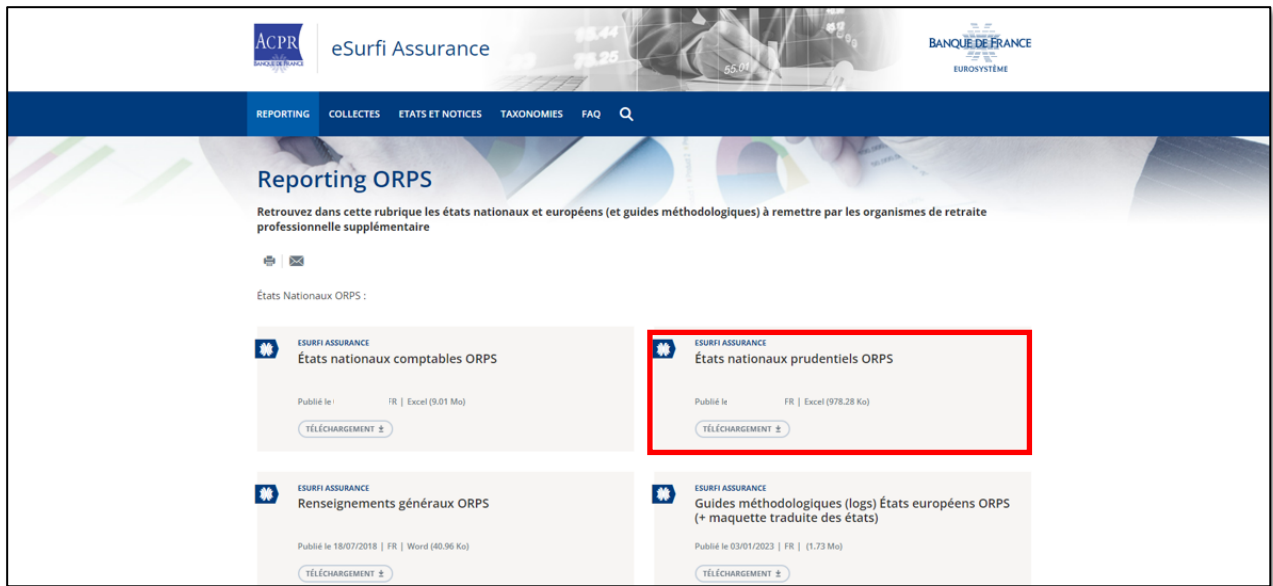 ACPR
BANQUE DE FRANCE
eSurfi Assurance
BANQUE DE FRANCE
EUROSYSTÈME
75.25
55.01
REPORTING COLLECTES ETATS ET NOTICES TAXONOMIES FAQ
Reporting ORPS
Retrouvez dans cette rubrique les états nationaux et européens (et guides méthodologiques) à remettre par les organismes de retraite
professionnelle supplémentaire
États Nationaux ORPS :
ESURFI ASSURANCE
États nationaux comptables ORPS
Publié le FR | Excel (9.01 Mo)
TÉLÉCHARGEMENT
ESURFI ASSURANCE
États nationaux prudentiels ORPS
Publié le FR | Excel (978.28 Ko)
TÉLÉCHARGEMENT
ESURFI ASSURANCE
Renseignements généraux ORPS
Publié le 18/07/2018 | FR | Word (40.96 Ko)
TÉLÉCHARGEMENT
ESURFI ASSURANCE
Guides méthodologiques (logs) États européens ORPS
(+ maquette traduite des états)
Publié le 03/01/2023 | FR | (1.73 Mo)
TÉLÉCHARGEMENT